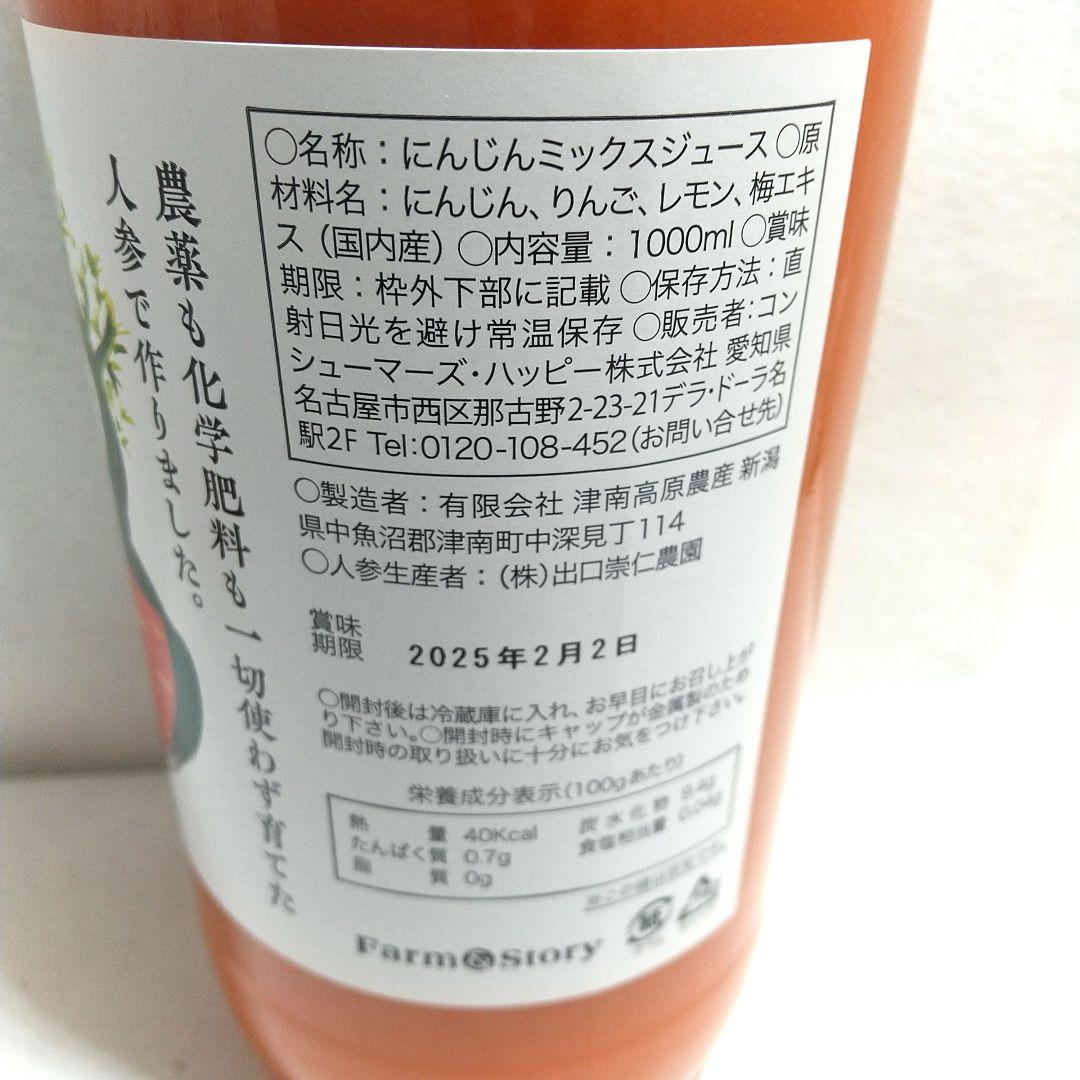 農薬も化学肥料も一切使わず育てた
人参で作りました。
○名称：にんじんミックスジュース ○原
材料名：にんじん、りんご、レモン、梅エキ
ス（国内産）○内容量：1000ml ○賞味
期限：枠外下部に記載 ○保存方法：直
射日光を避け常温保存 ○販売者：コン
シューマーズ・ハッピー株式会社 愛知県
名古屋市西区那古野2-23-21デラ・ドーラ名
駅2F Tel：0120-108-452（お問い合せ先）
○製造者：有限会社 津南高原農産 新潟
県中魚沼郡津南町中深見丁114
○人参生産者：（株）出口崇仁農園
賞味
期限 2025年2月2日
○開封後は冷蔵庫に入れ、お早目にお召し上が
り下さい。○開封時にキャップが金属製のため
開封時の取り扱いに十分にお気をつけ下さい。
栄養成分表示（100gあたり）
熱量 40Kcal 炭水化物 9.4g
たんぱく質 0.7g 食塩相当量 0.04g
脂質 0g
Farm&Story
紙